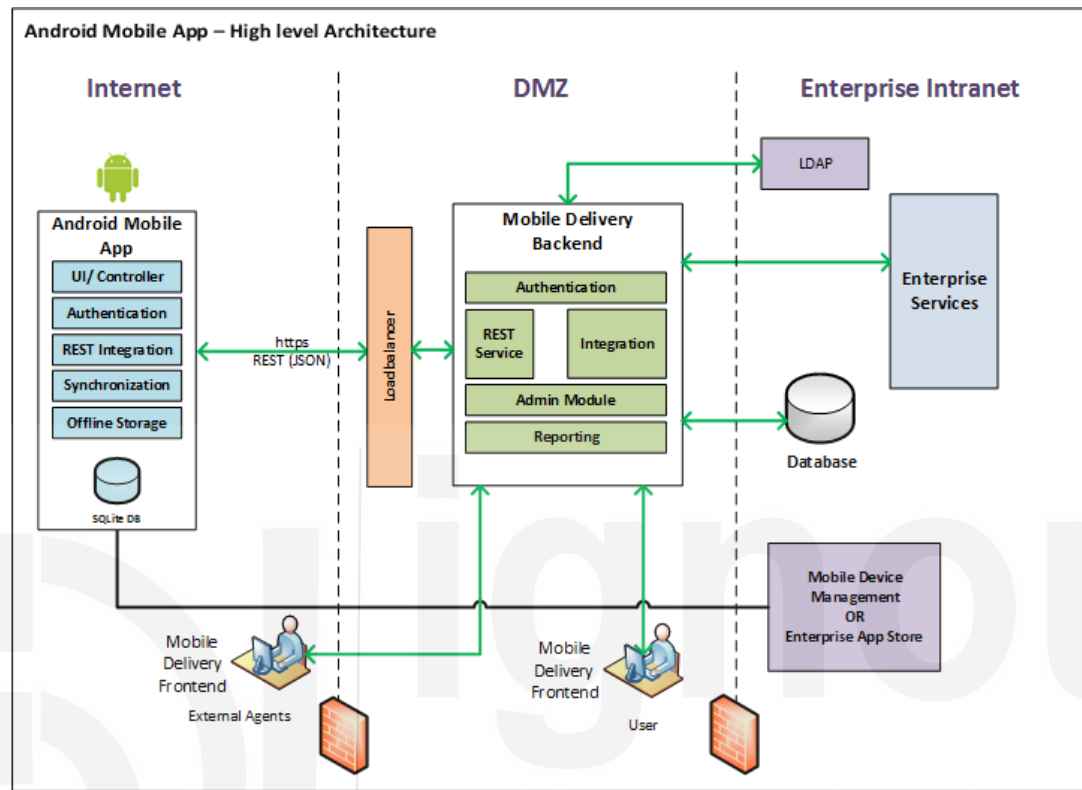 Android Mobile App – High level Architecture
Internet
DMZ
Enterprise Intranet
LDAP
Android Mobile
App
UI/ Controller
Authentication
REST Integration
Synchronization
Offline Storage
SQLite DB
https
REST (JSON)
Loadbalancer
Mobile Delivery
Backend
Authentication
REST
Service
Integration
Admin Module
Reporting
Enterprise
Services
Database
Mobile Device
Management
OR
Enterprise App Store
Mobile
Delivery
Frontend
External Agents
Mobile
Delivery
Frontend
User
ignou